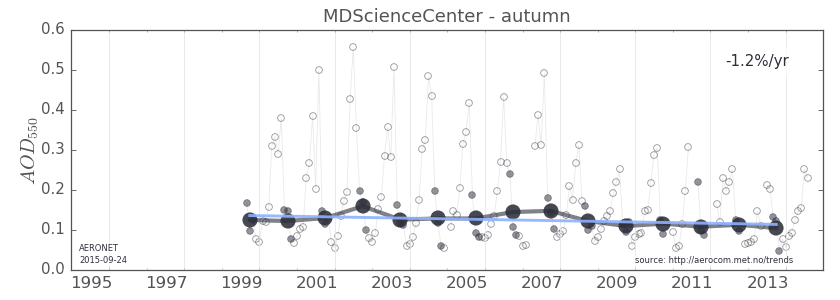 MDScienceCenter - autumn
0.6
-1.2%/yr
0.5
0.4
AOD550
0.3
0.2
0.1
AERONET
2015-09-24
source: http://aerocom.met.no/trends
0.0
1995 1997 1999 2001 2003 2005 2007 2009 2011 2013